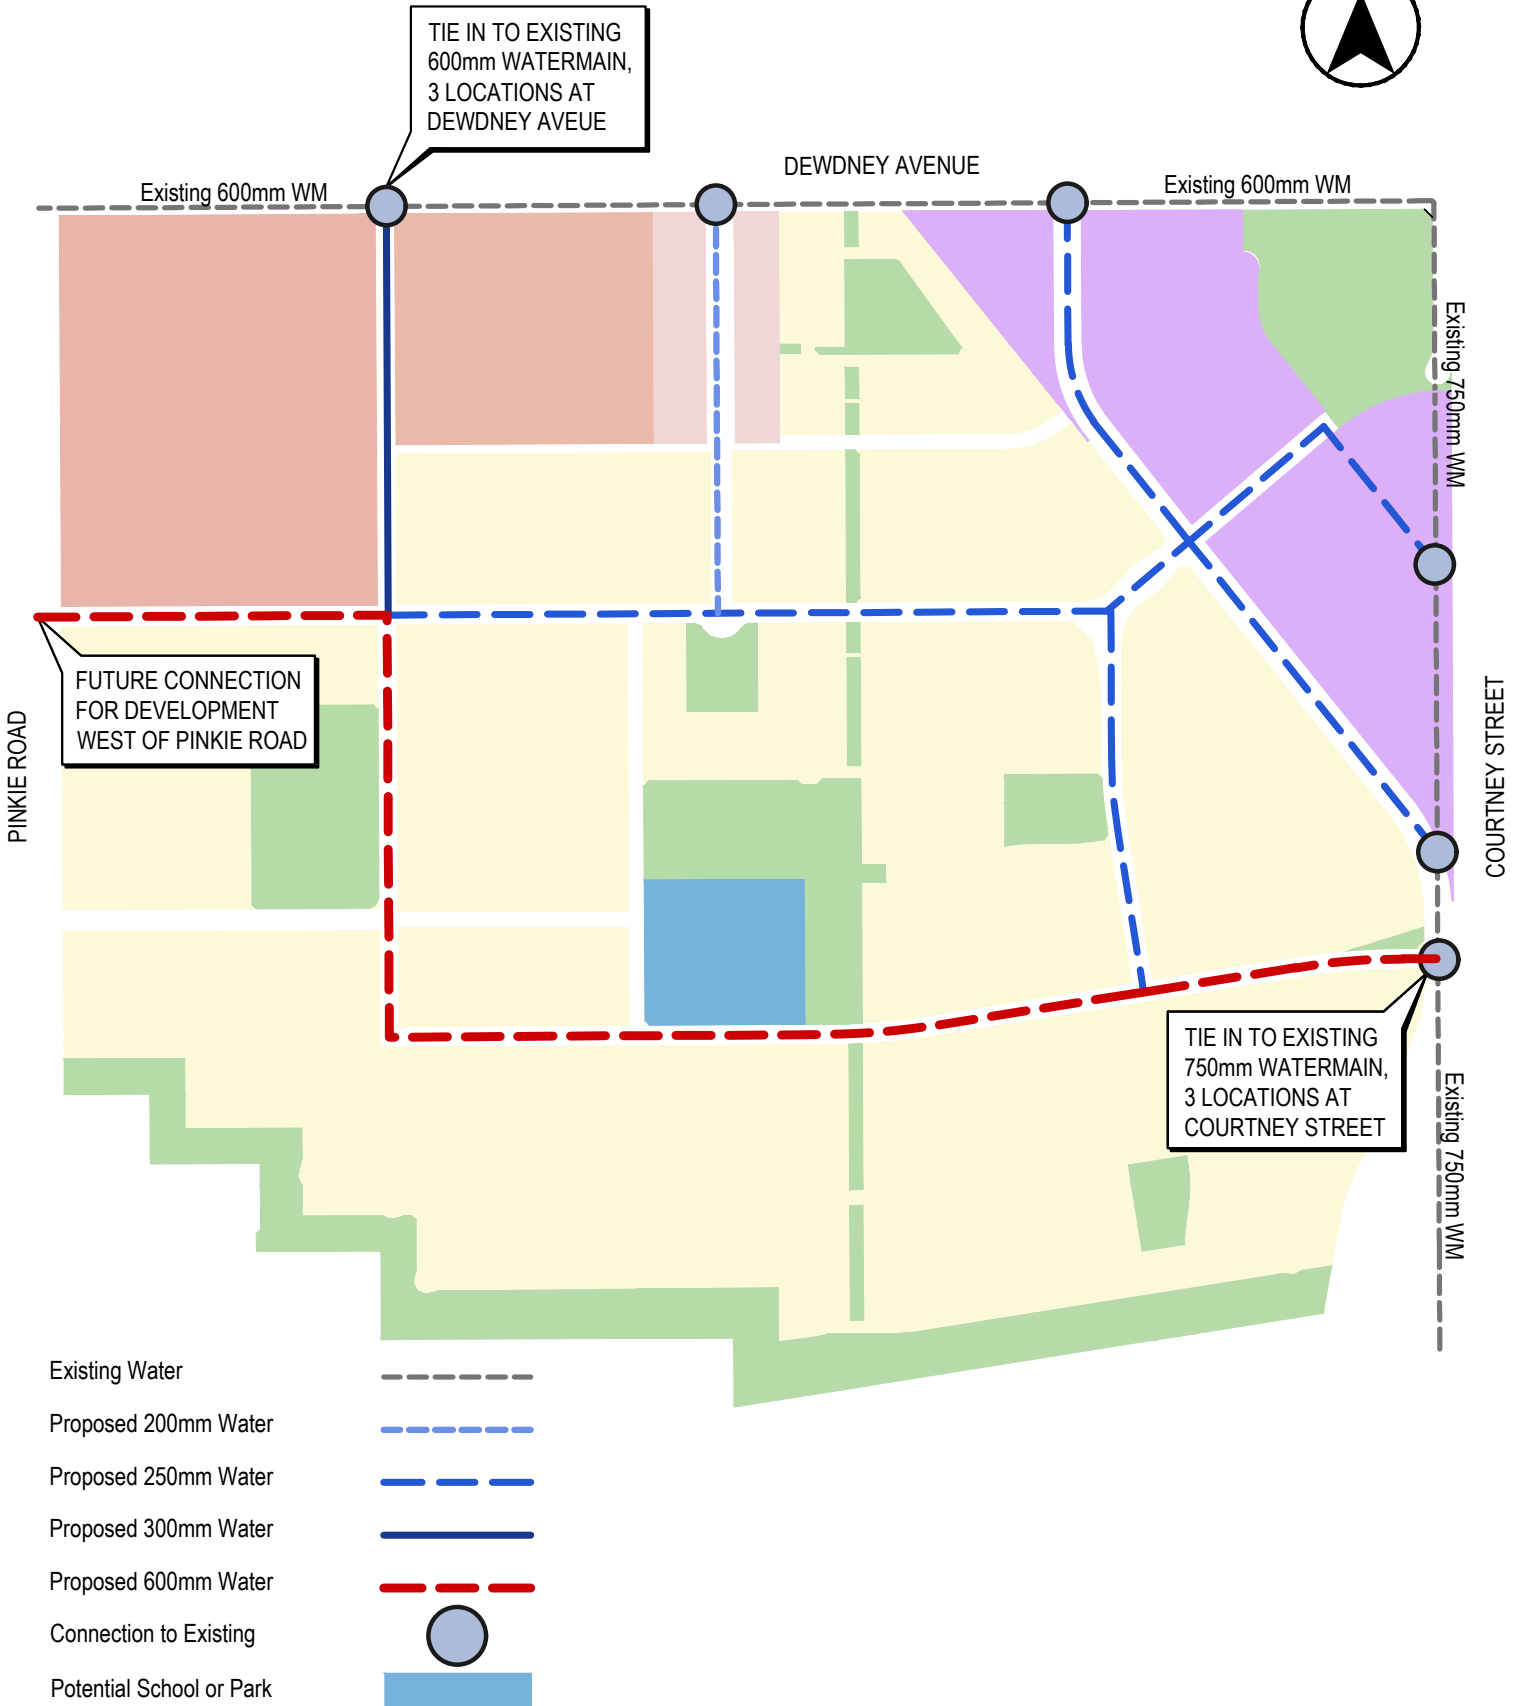 TIE IN TO EXISTING
600mm WATERMAIN,
3 LOCATIONS AT
DEWDNEY AVEUE
DEWDNEY AVENUE
Existing 600mm WM
Existing 600mm WM
Existing 750mm WM
FUTURE CONNECTION
FOR DEVELOPMENT
WEST OF PINKIE ROAD
PINKIE ROAD
COURTNEY STREET
TIE IN TO EXISTING
750mm WATERMAIN,
3 LOCATIONS AT
COURTNEY STREET
Existing 750mm WM
Existing Water
Proposed 200mm Water
Proposed 250mm Water
Proposed 300mm Water
Proposed 600mm Water
Connection to Existing
Potential School or Park